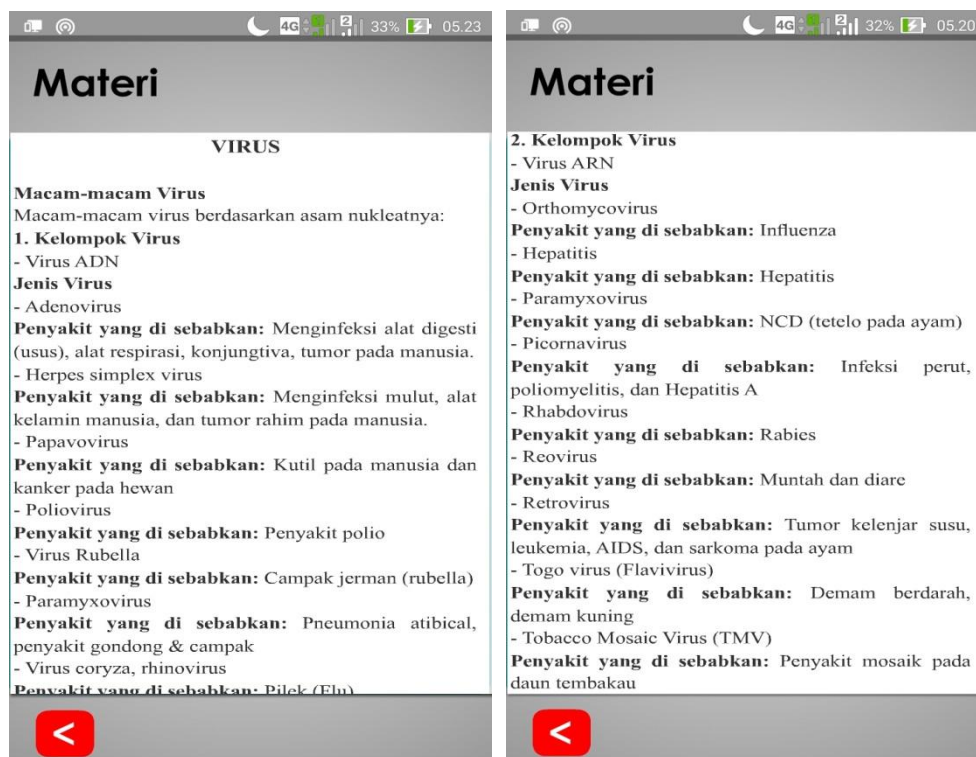 4G 2 33% 05.23
Materi
VIRUS
Macam-macam Virus
Macam-macam virus berdasarkan asam nukleatnya:
1. Kelompok Virus
- Virus ADN
Jenis Virus
- Adenovirus
Penyakit yang di sebabkan: Menginfeksi alat digesti
(usus), alat respirasi, konjungtiva, tumor pada manusia.
- Herpes simplex virus
Penyakit yang di sebabkan: Menginfeksi mulut, alat
kelamin manusia, dan tumor rahim pada manusia.
- Papavovirus
Penyakit yang di sebabkan: Kutil pada manusia dan
kanker pada hewan
- Poliovirus
Penyakit yang di sebabkan: Penyakit polio
- Virus Rubella
Penyakit yang di sebabkan: Campak jerman (rubella)
- Paramyxovirus
Penyakit yang di sebabkan: Pneumonia atibical,
penyakit gondong & campak
- Virus coryza, rhinovirus
Penyakit yang di sebabkan: Pilek (Flu)
<
4G 2 32% 05.20
Materi
2. Kelompok Virus
- Virus ARN
Jenis Virus
- Orthomycovirus
Penyakit yang di sebabkan: Influenza
- Hepatitis
Penyakit yang di sebabkan: Hepatitis
- Paramyxovirus
Penyakit yang di sebabkan: NCD (tetelo pada ayam)
- Picornavirus
Penyakit yang di sebabkan: Infeksi perut,
poliomyelitis, dan Hepatitis A
- Rhabdovirus
Penyakit yang di sebabkan: Rabies
- Reovirus
Penyakit yang di sebabkan: Muntah dan diare
- Retrovirus
Penyakit yang di sebabkan: Tumor kelenjar susu,
leukemia, AIDS, dan sarkoma pada ayam
- Togo virus (Flavivirus)
Penyakit yang di sebabkan: Demam berdarah,
demam kuning
- Tobacco Mosaic Virus (TMV)
Penyakit yang di sebabkan: Penyakit mosaik pada
daun tembakau
<